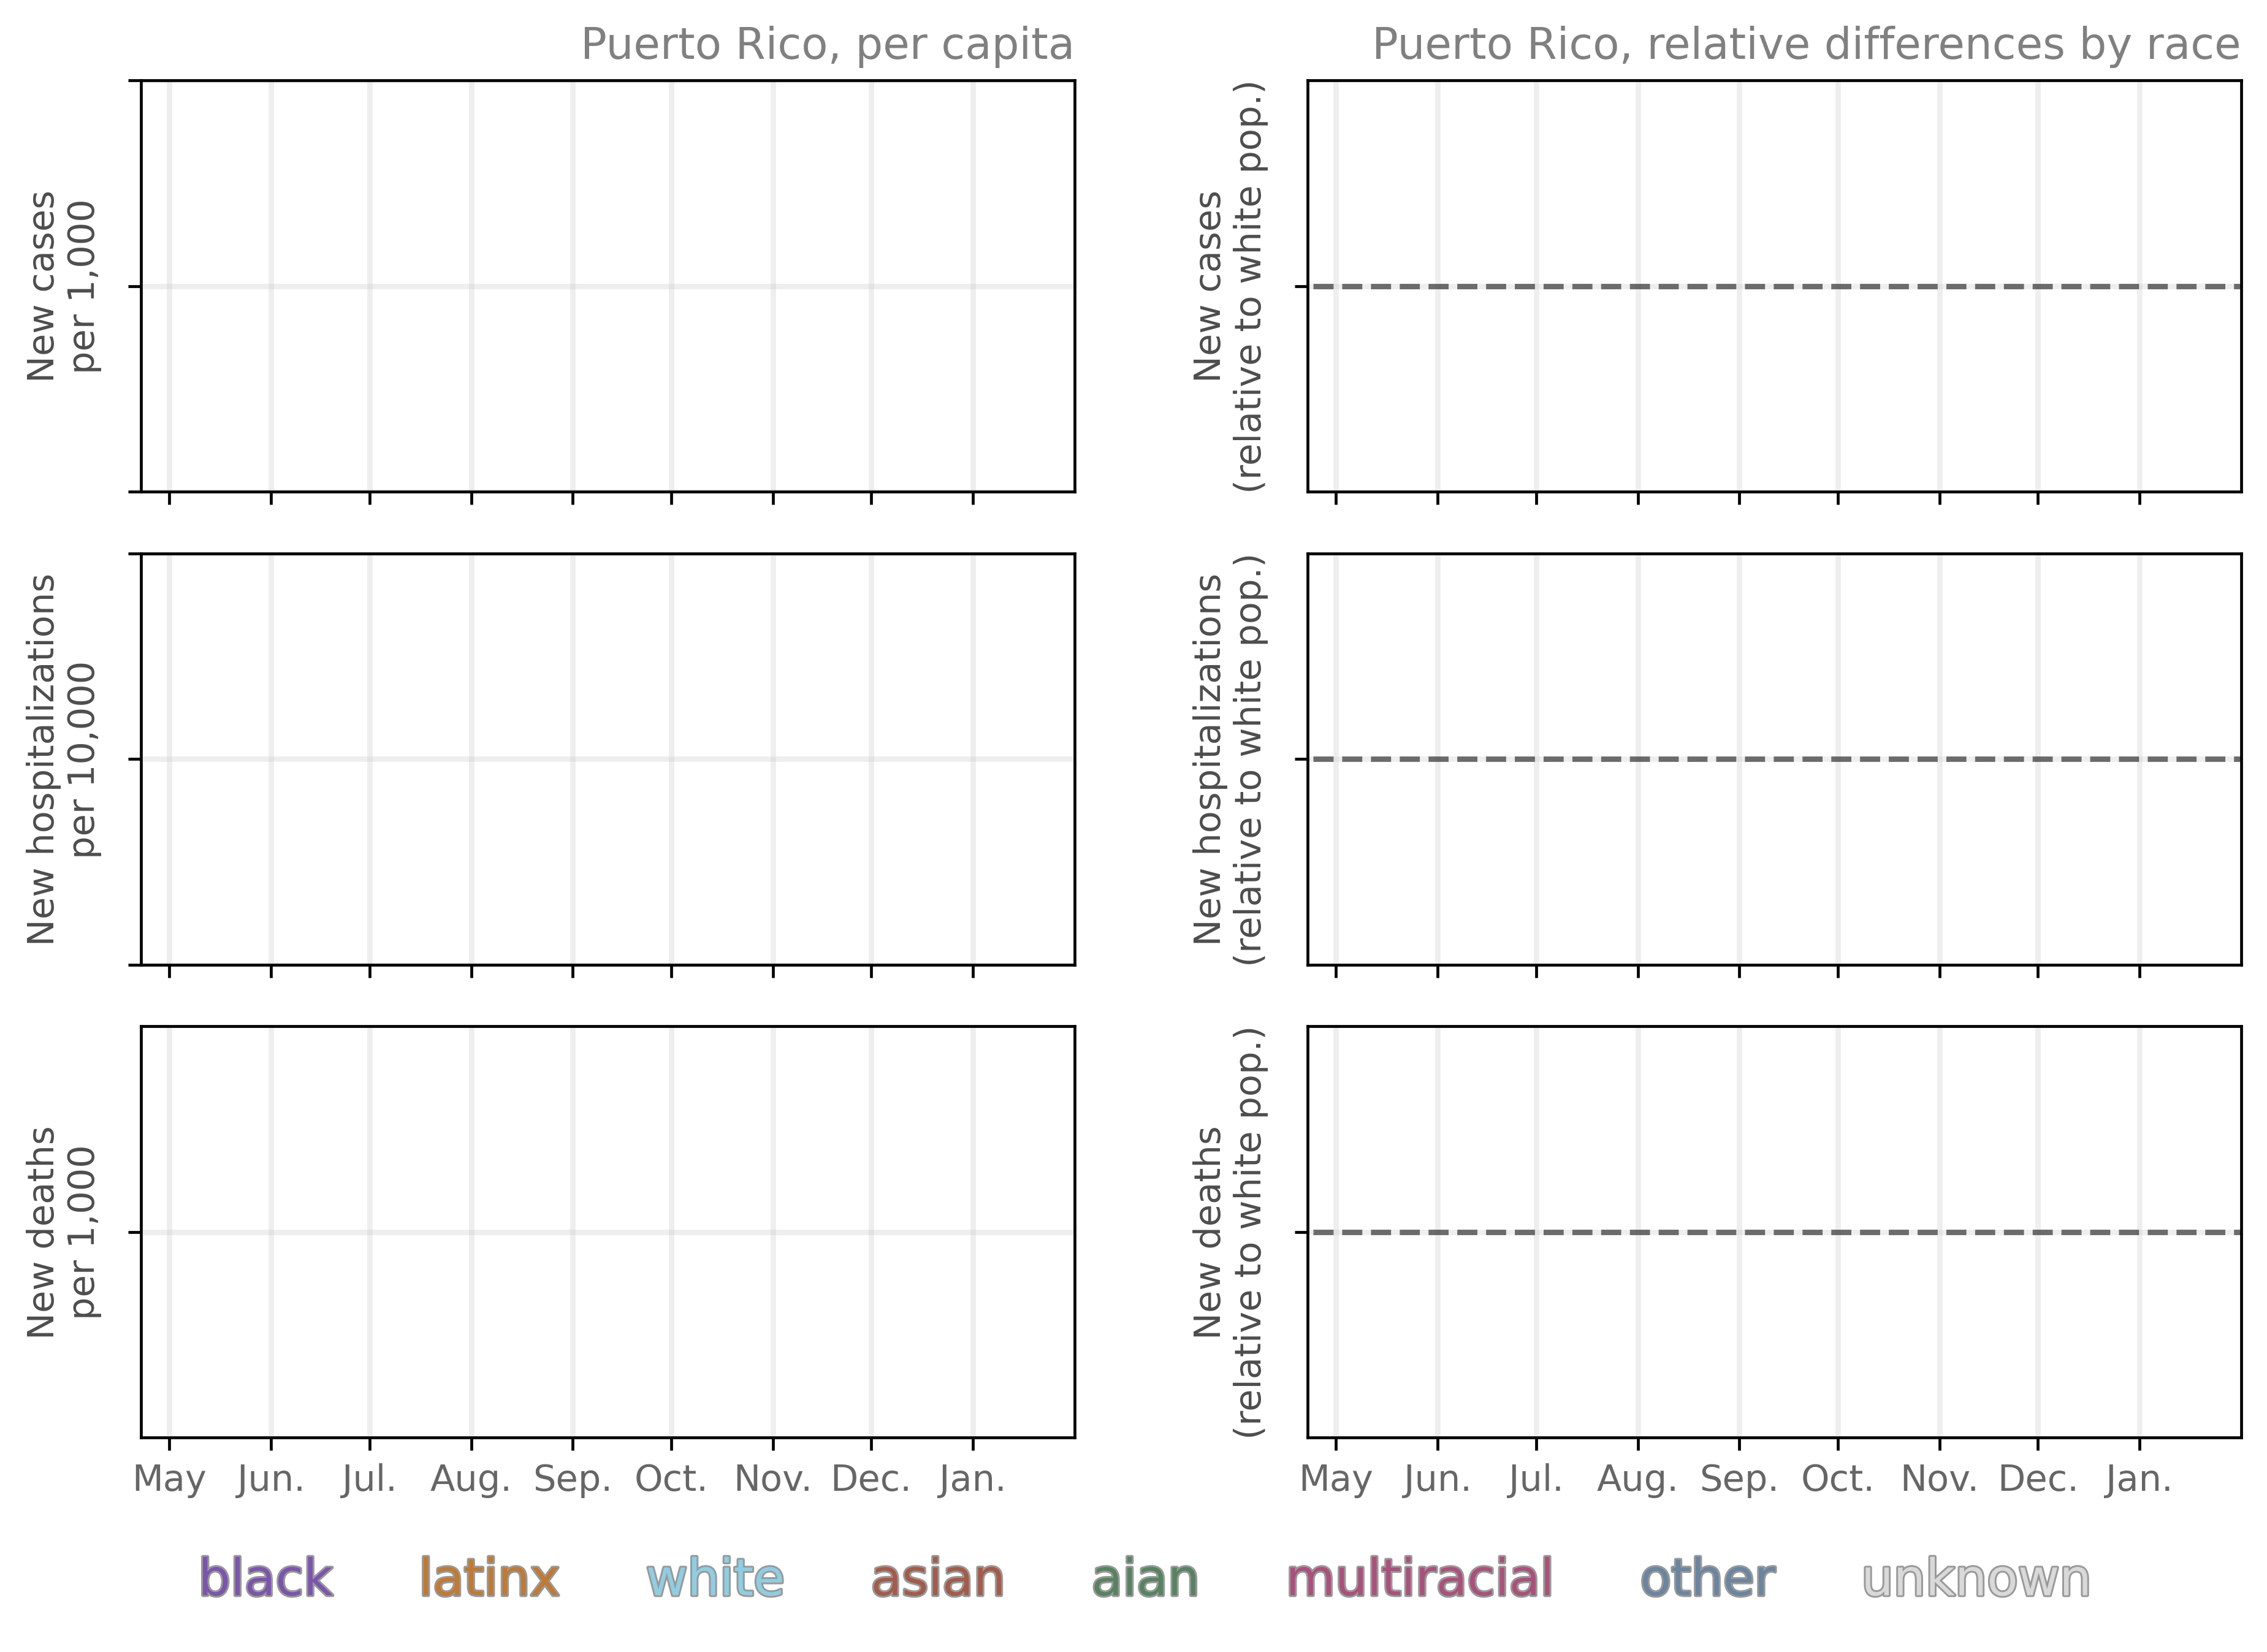 Puerto Rico, per capita
Puerto Rico, relative differences by race
New cases
per 1,000
New cases
(relative to white pop.)
New hospitalizations
per 10,000
New hospitalizations
(relative to white pop.)
New deaths
per 1,000
New deaths
(relative to white pop.)
May Jun. Jul. Aug. Sep. Oct. Nov. Dec. Jan.
May Jun. Jul. Aug. Sep. Oct. Nov. Dec. Jan.
black latinx white asian aian multiracial other unknown